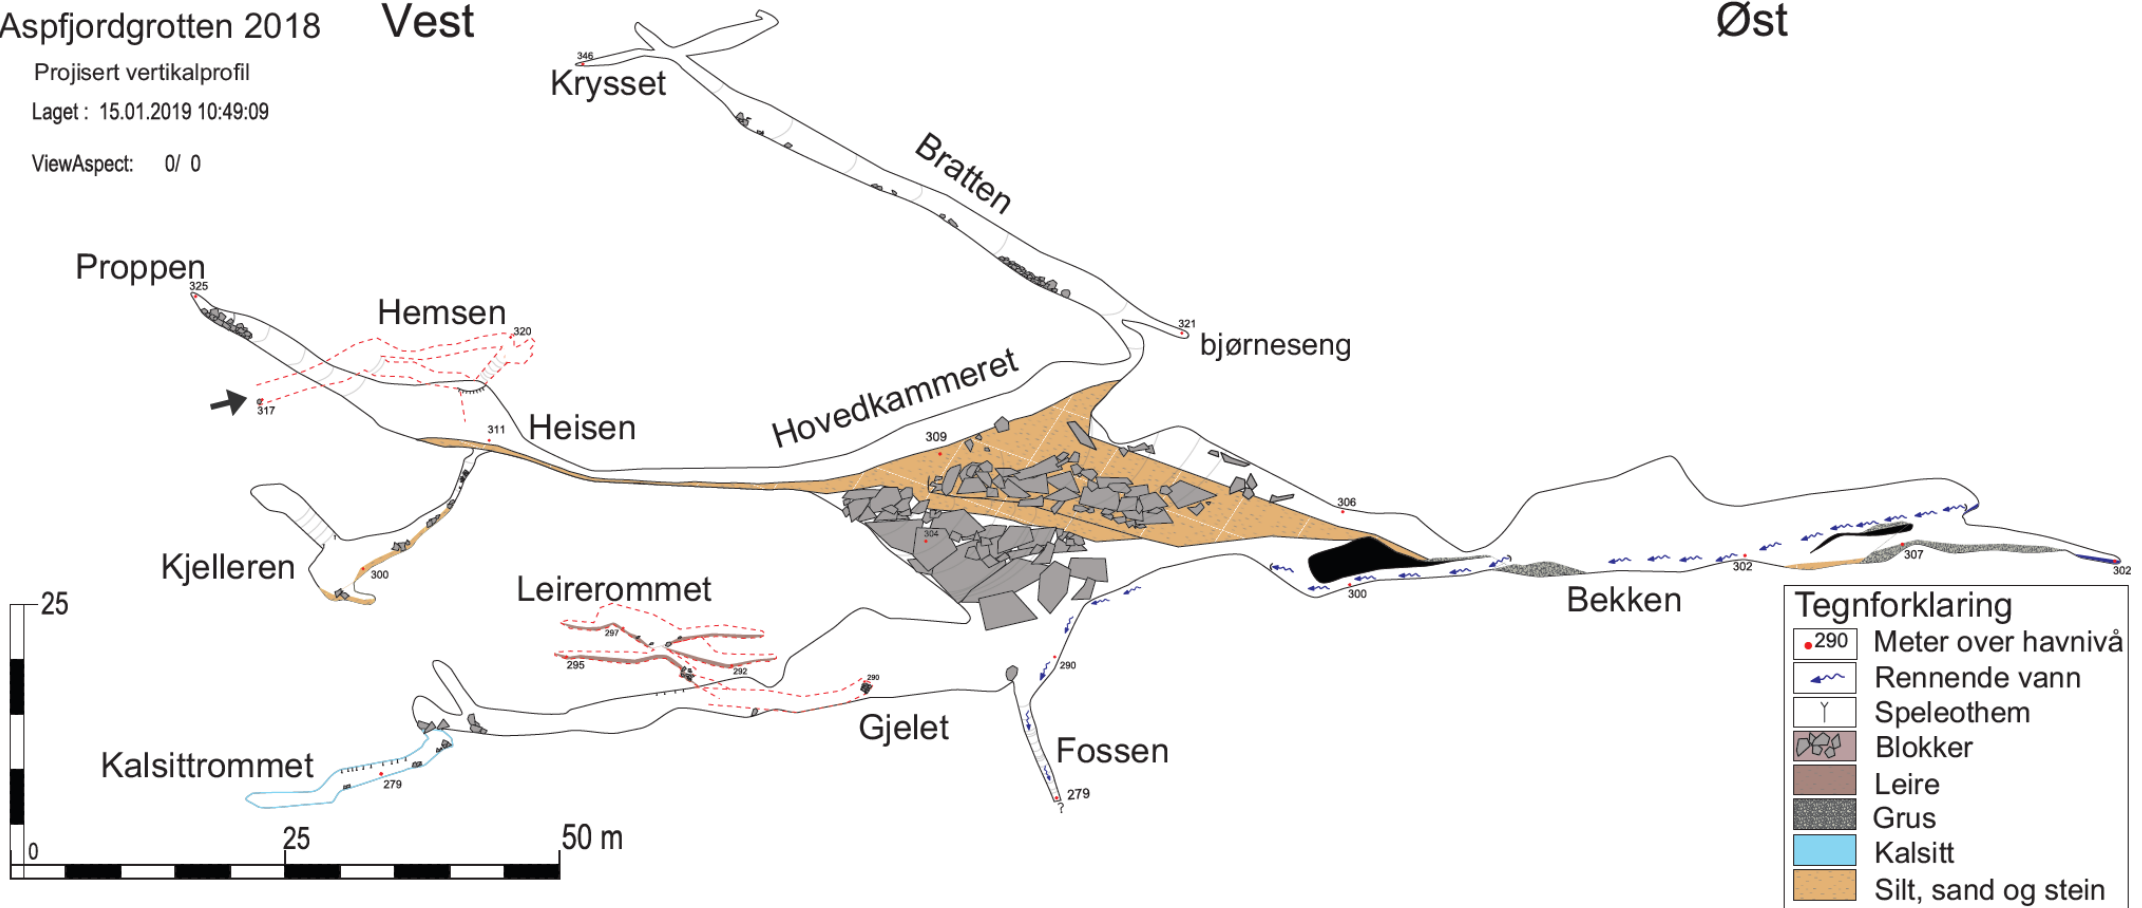 Aspfjordgrotten 2018
Vest
Øst
Projisert vertikalprofil
Laget : 15.01.2019 10:49:09
ViewAspect: 0/ 0
346
Krysset
Bratten
Proppen
325
Hemsen
320
321
bjørneseng
317
Hovedkammeret
311
Heisen
309
306
304
Kjelleren
300
307
302
302
300
Bekken
Leirerommet
297
295
292
290
290
Gjelet
Fossen
279
?
Kalsittrommet
279
25
0
25
50 m
Tegnforklaring
290 Meter over havnivå
Rennende vann
Speleothem
Blokker
Leire
Grus
Kalsitt
Silt, sand og stein